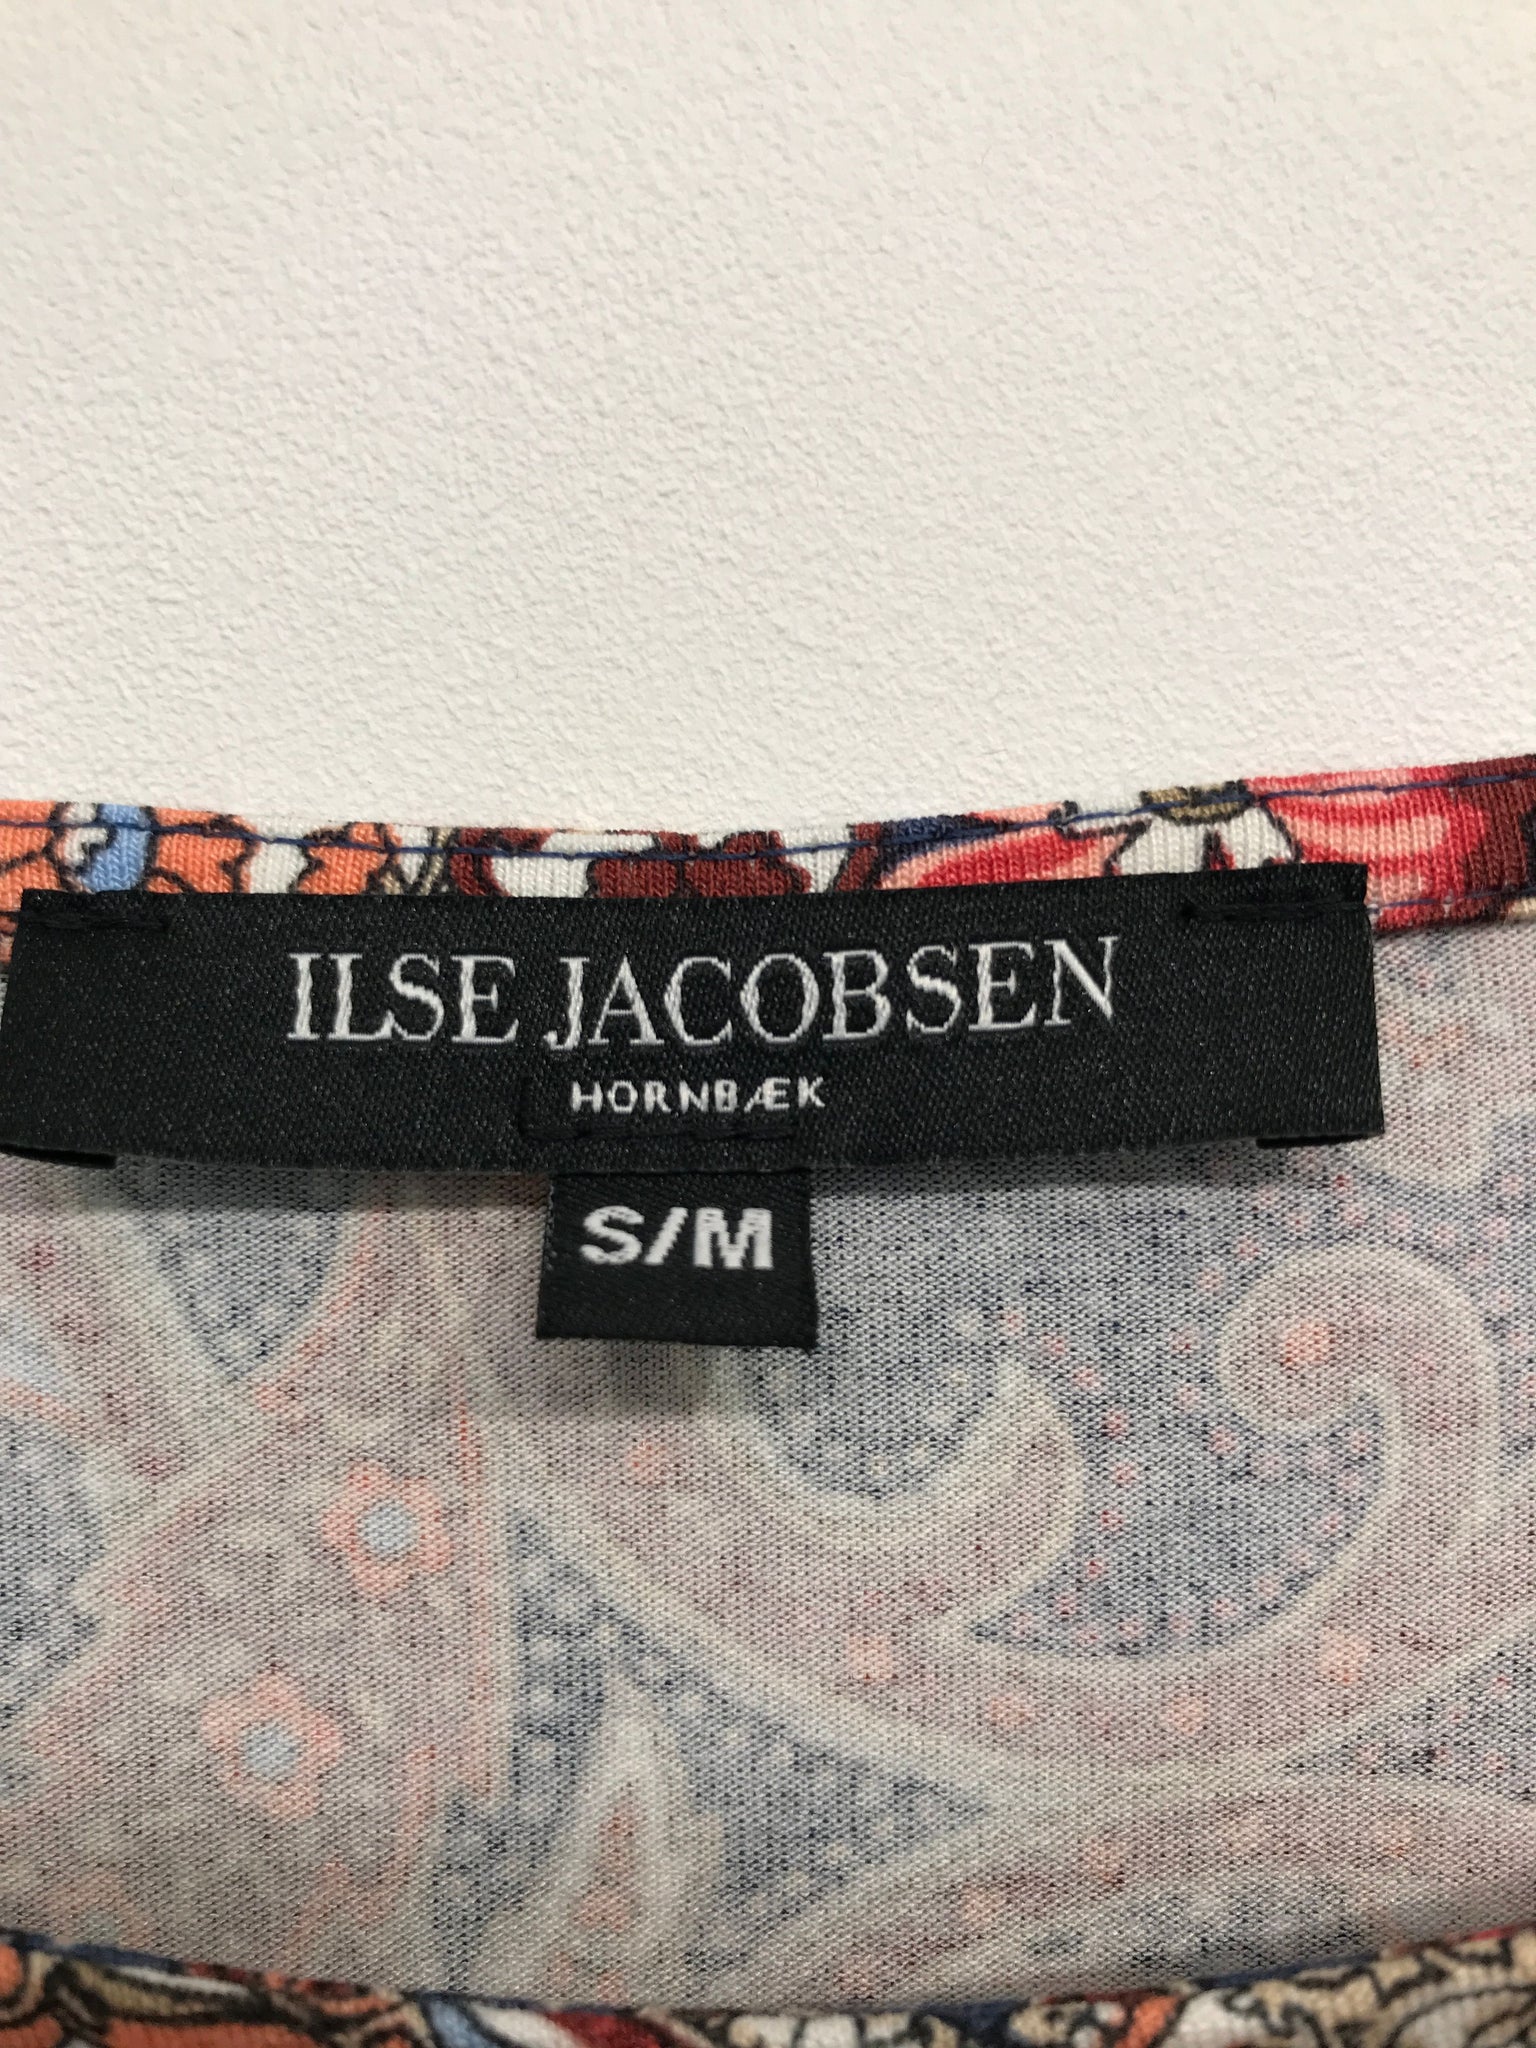 ILSE JACOBSEN
HORNBÆK
S/M